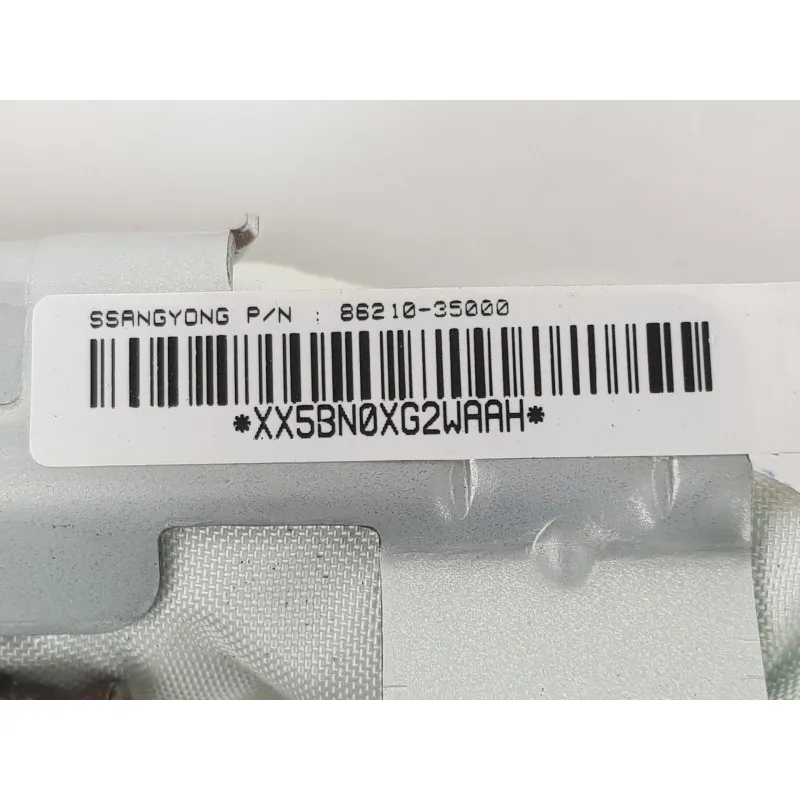 SSANGYONG P/N : 86210-35000
*XX5BN0XG2WAAH*